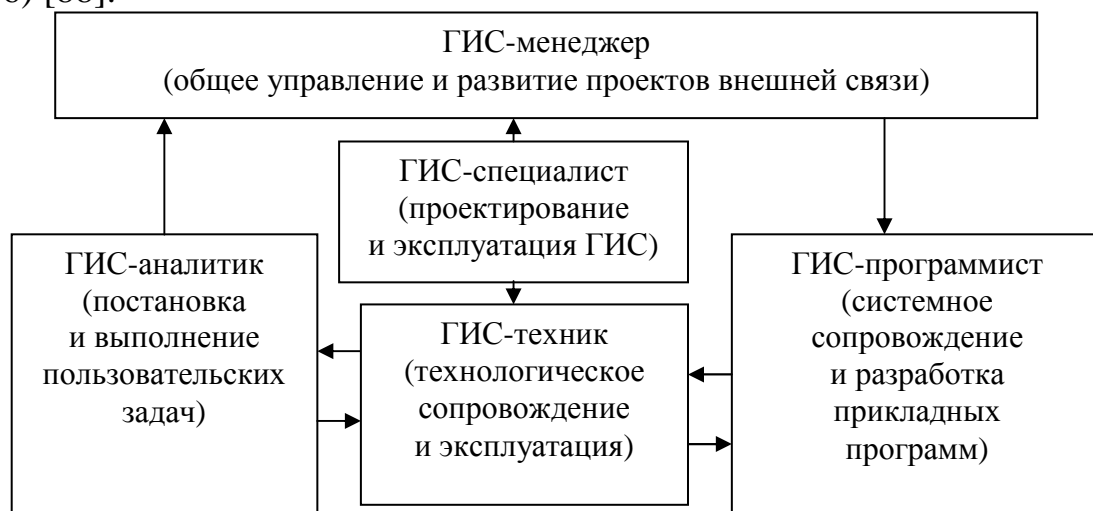 ГИС-менеджер
(общее управление и развитие проектов внешней связи)
ГИС-специалист
(проектирование
и эксплуатация ГИС)
ГИС-аналитик
(постановка
и выполнение
пользовательских
задач)
ГИС-техник
(технологическое
сопровождение
и эксплуатация)
ГИС-программист
(системное
сопровождение
и разработка
прикладных
программ)